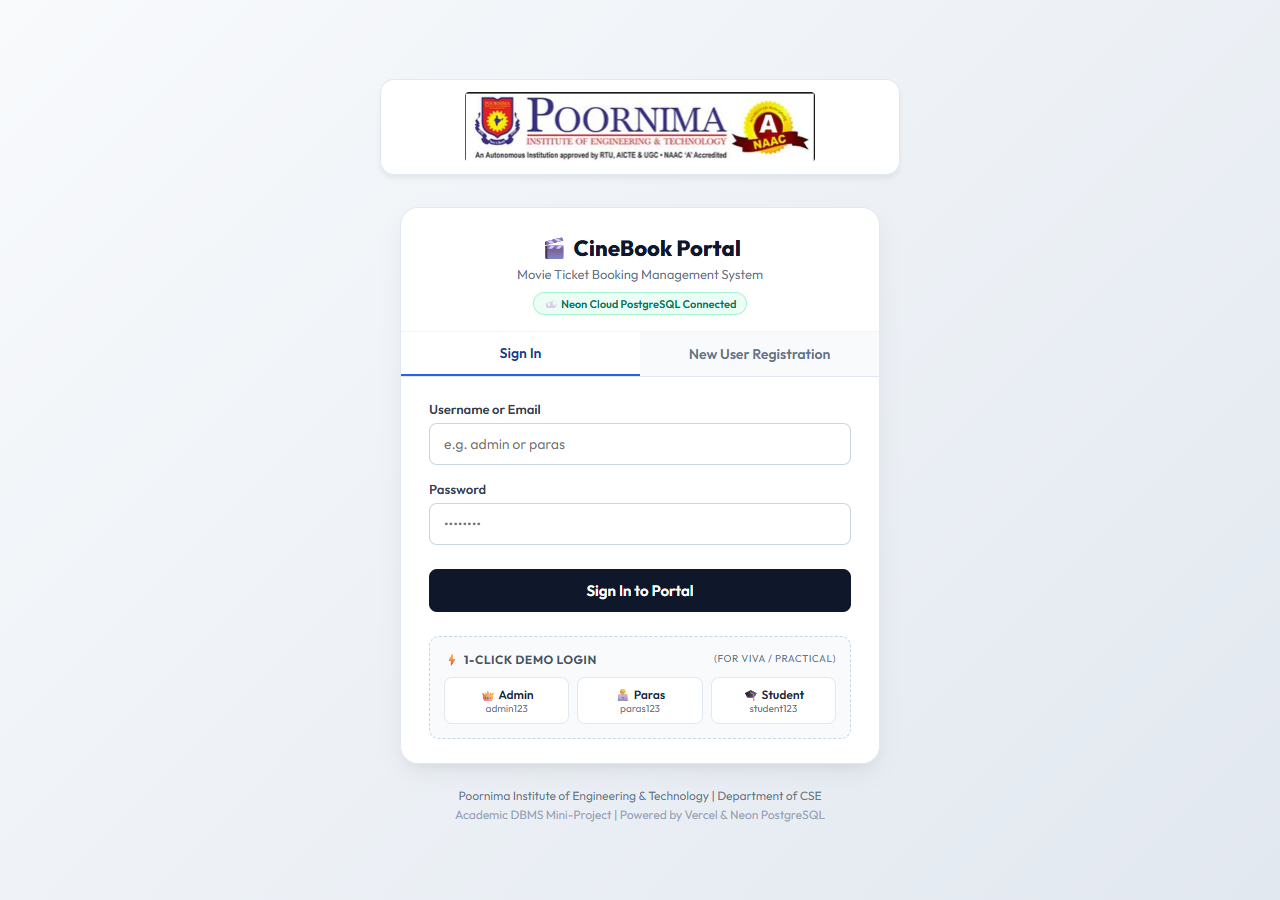 POORNIMA
INSTITUTE OF ENGINEERING & TECHNOLOGY
An Autonomous Institution approved by RTU, AICTE & UGC • NAAC 'A' Accredited
A
NAAC
CineBook Portal
Movie Ticket Booking Management System
Neon Cloud PostgreSQL Connected
Sign In
New User Registration
Username or Email
e.g. admin or paras
Password
••••••••
Sign In to Portal
1-CLICK DEMO LOGIN
(FOR VIVA / PRACTICAL)
Admin
admin123
Paras
paras123
Student
student123
Poornima Institute of Engineering & Technology | Department of CSE
Academic DBMS Mini-Project | Powered by Vercel & Neon PostgreSQL